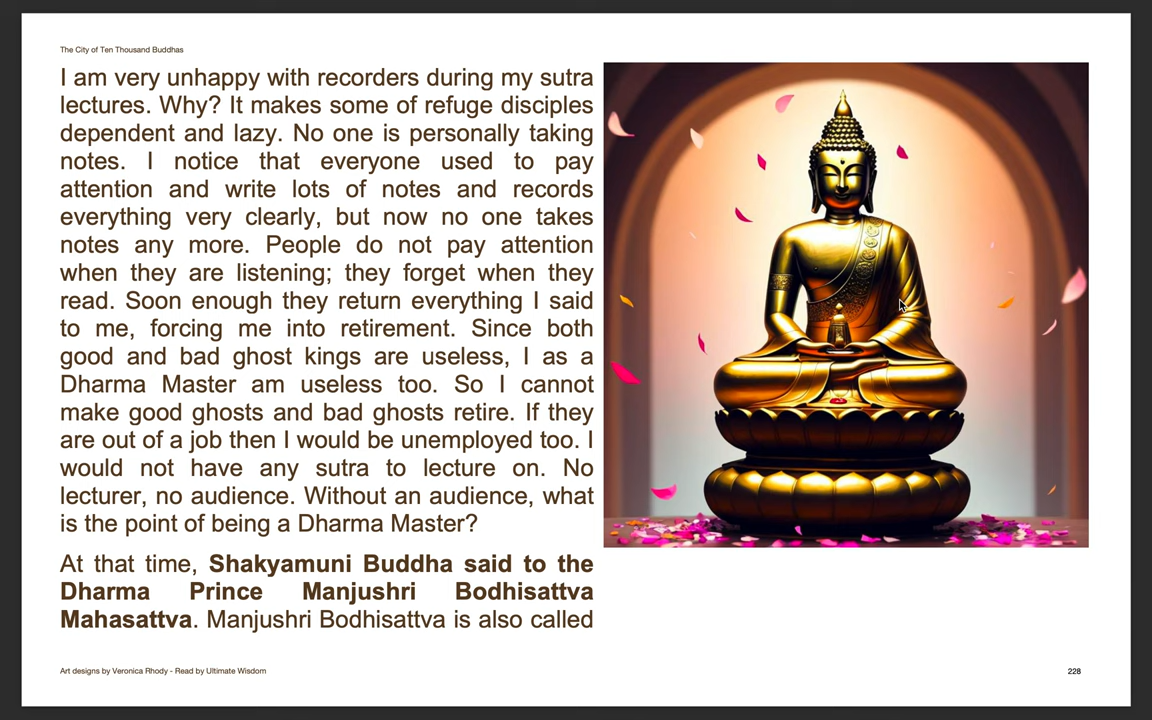 The City of Ten Thousand Buddhas
I am very unhappy with recorders during my sutra
lectures. Why? It makes some of refuge disciples
dependent and lazy. No one is personally taking
notes. I notice that everyone used to pay
attention and write lots of notes and records
everything very clearly, but now no one takes
notes any more. People do not pay attention
when they are listening; they forget when they
read. Soon enough they return everything I said
to me, forcing me into retirement. Since both
good and bad ghost kings are useless, I as a
Dharma Master am useless too. So I cannot
make good ghosts and bad ghosts retire. If they
are out of a job then I would be unemployed too. I
would not have any sutra to lecture on. No
lecturer, no audience. Without an audience, what
is the point of being a Dharma Master?
At that time, Shakyamuni Buddha said to the
Dharma Prince Manjushri Bodhisattva
Mahasattva. Manjushri Bodhisattva is also called
Art designs by Veronica Rhody - Read by Ultimate Wisdom
228